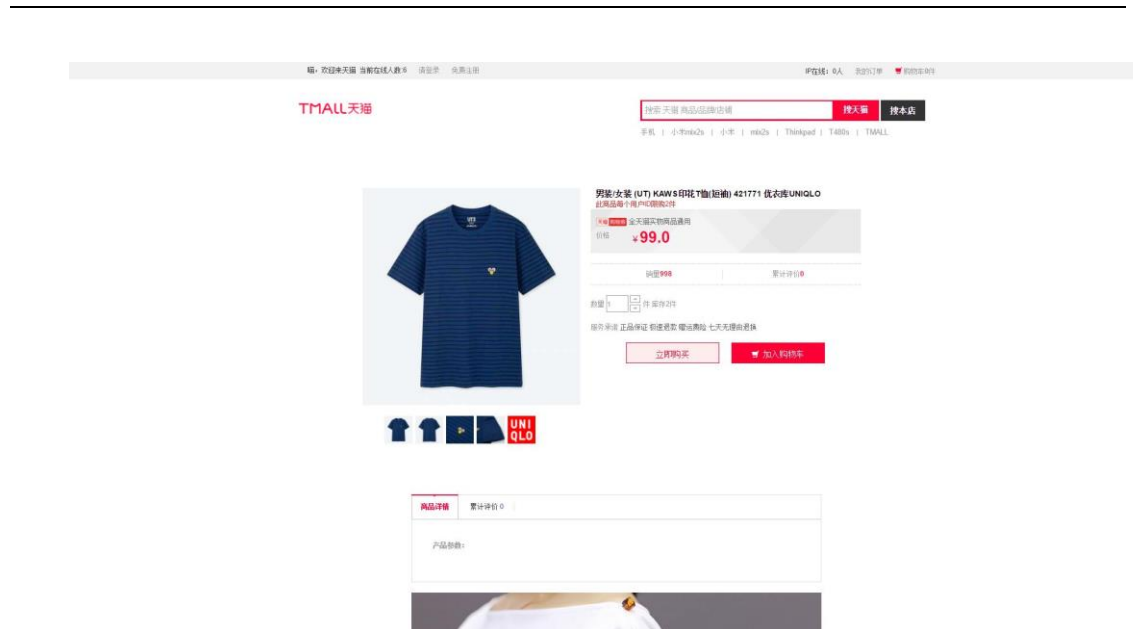 喵，欢迎来天猫 当前在线人数:6 请登录 免费注册
IP在线：0人 我的订单 购物车0件
TMALL天猫
搜索 天猫 商品/品牌/店铺 搜天猫 搜本店
手机 | 小米mix2s | 小米 | mix2s | Thinkpad | T480s | TMALL
男装/女装 (UT) KAWS印花T恤(短袖) 421771 优衣库UNIQLO
此商品每个用户ID限购2件
全天猫实物商品通用
价格 ¥99.0
销量998 累计评价0
数量 1 件 库存2件
服务承诺 正品保证 极速退款 赠运费险 七天无理由退换
立即购买 加入购物车
UNI
QLO
商品详情 累计评价 0
产品参数: